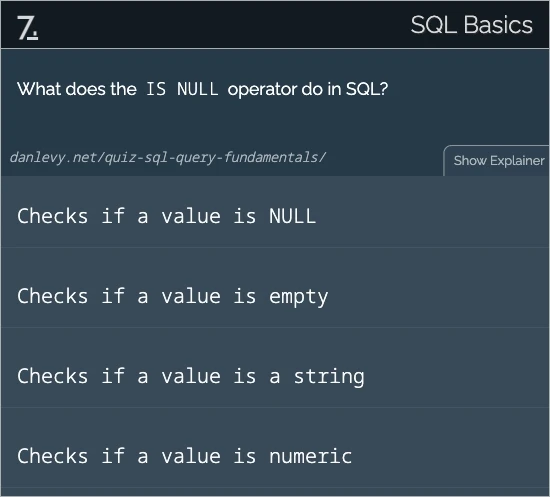 7.
SQL Basics
What does the IS NULL operator do in SQL?
danlevy.net/quiz-sql-query-fundamentals/
Show Explainer
Checks if a value is NULL
Checks if a value is empty
Checks if a value is a string
Checks if a value is numeric